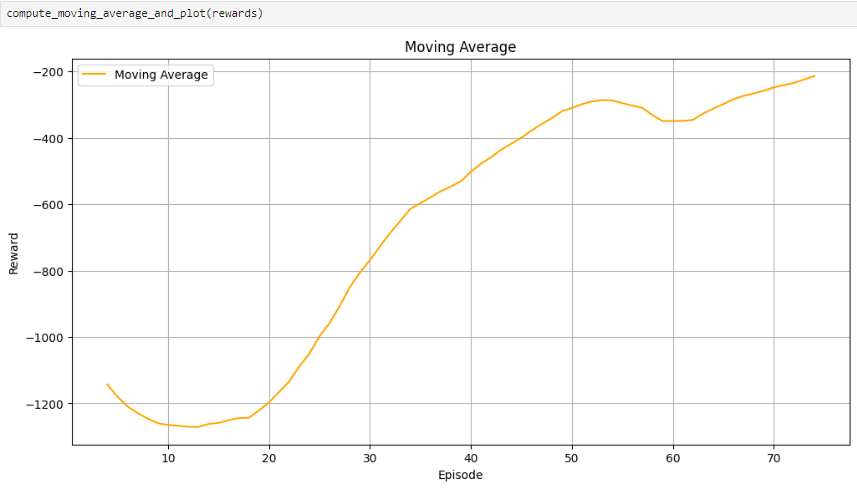 compute_moving_average_and_plot(rewards)
Moving Average
Moving Average
−200
−400
−600
−800
−1000
−1200
Reward
10 20 30 40 50 60 70
Episode